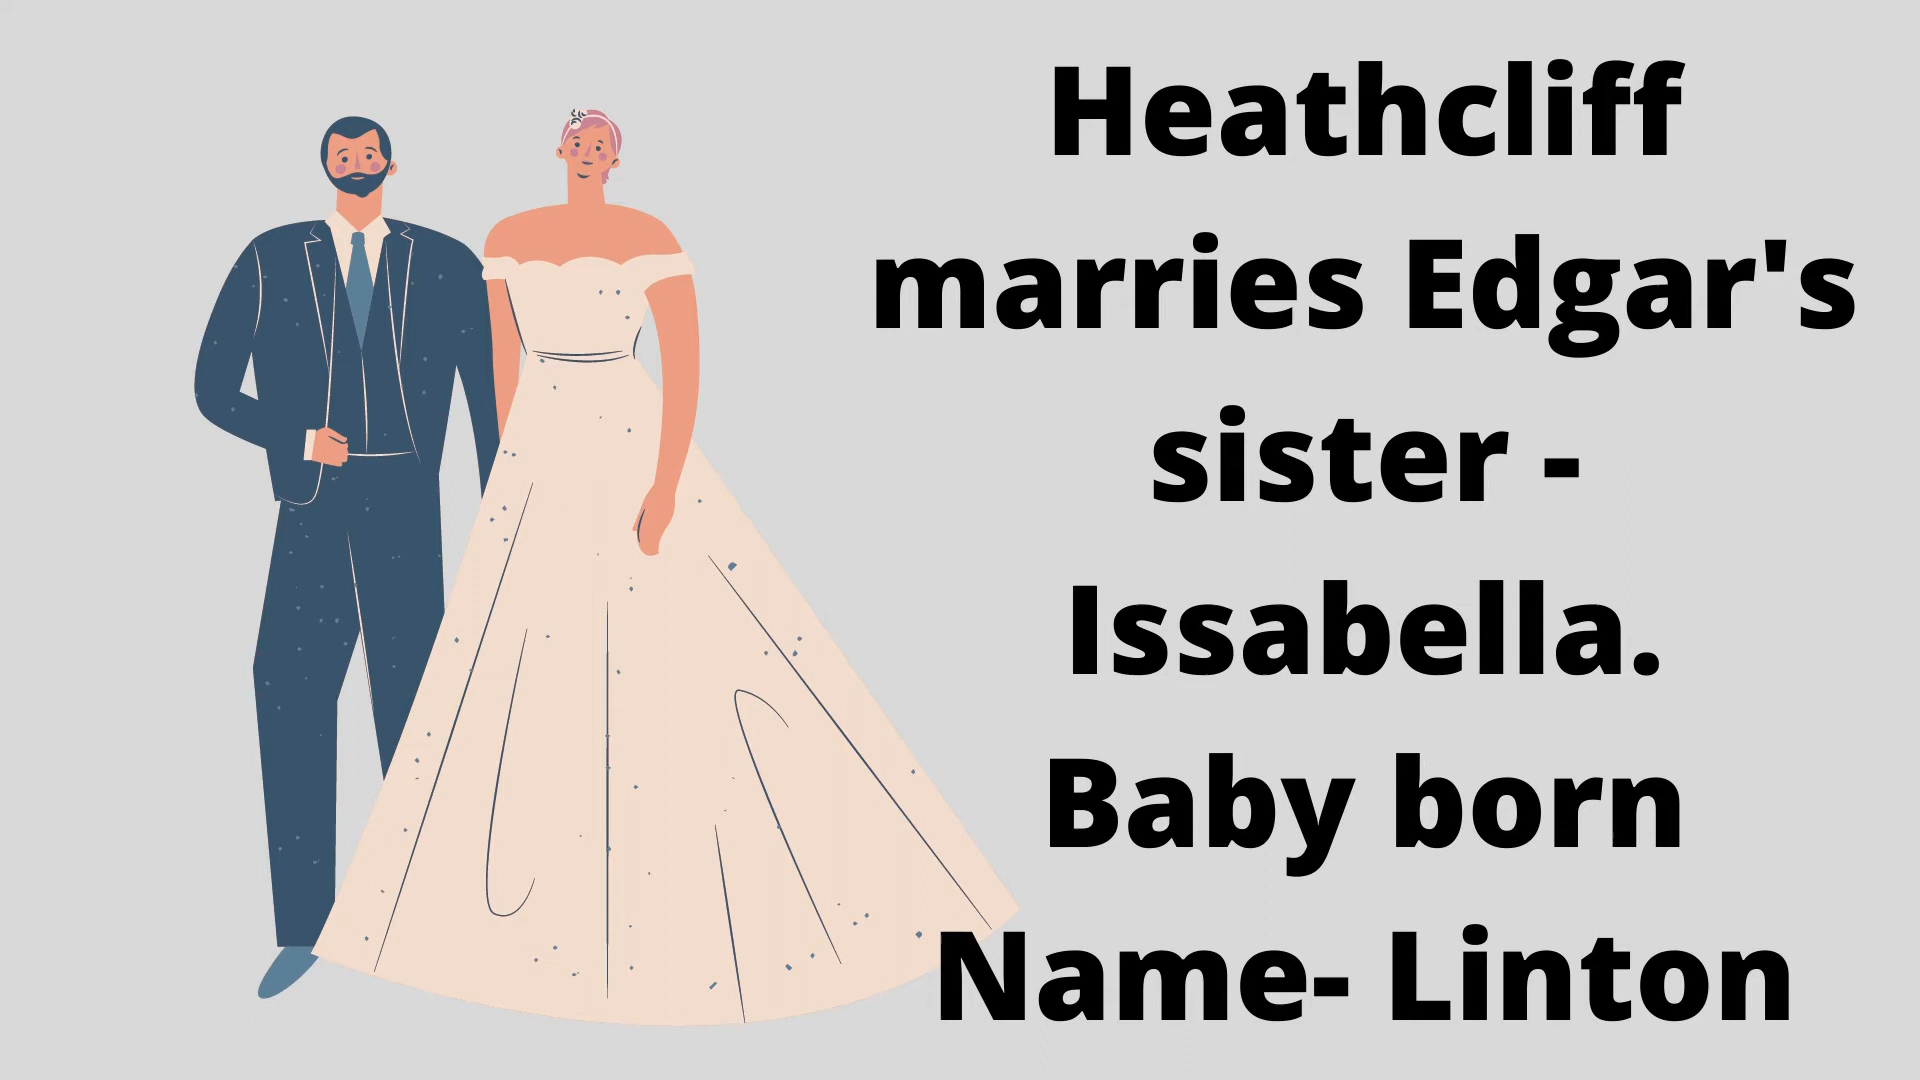 Heathcliff
marries Edgar's
sister -
Issabella.
Baby born
Name- Linton